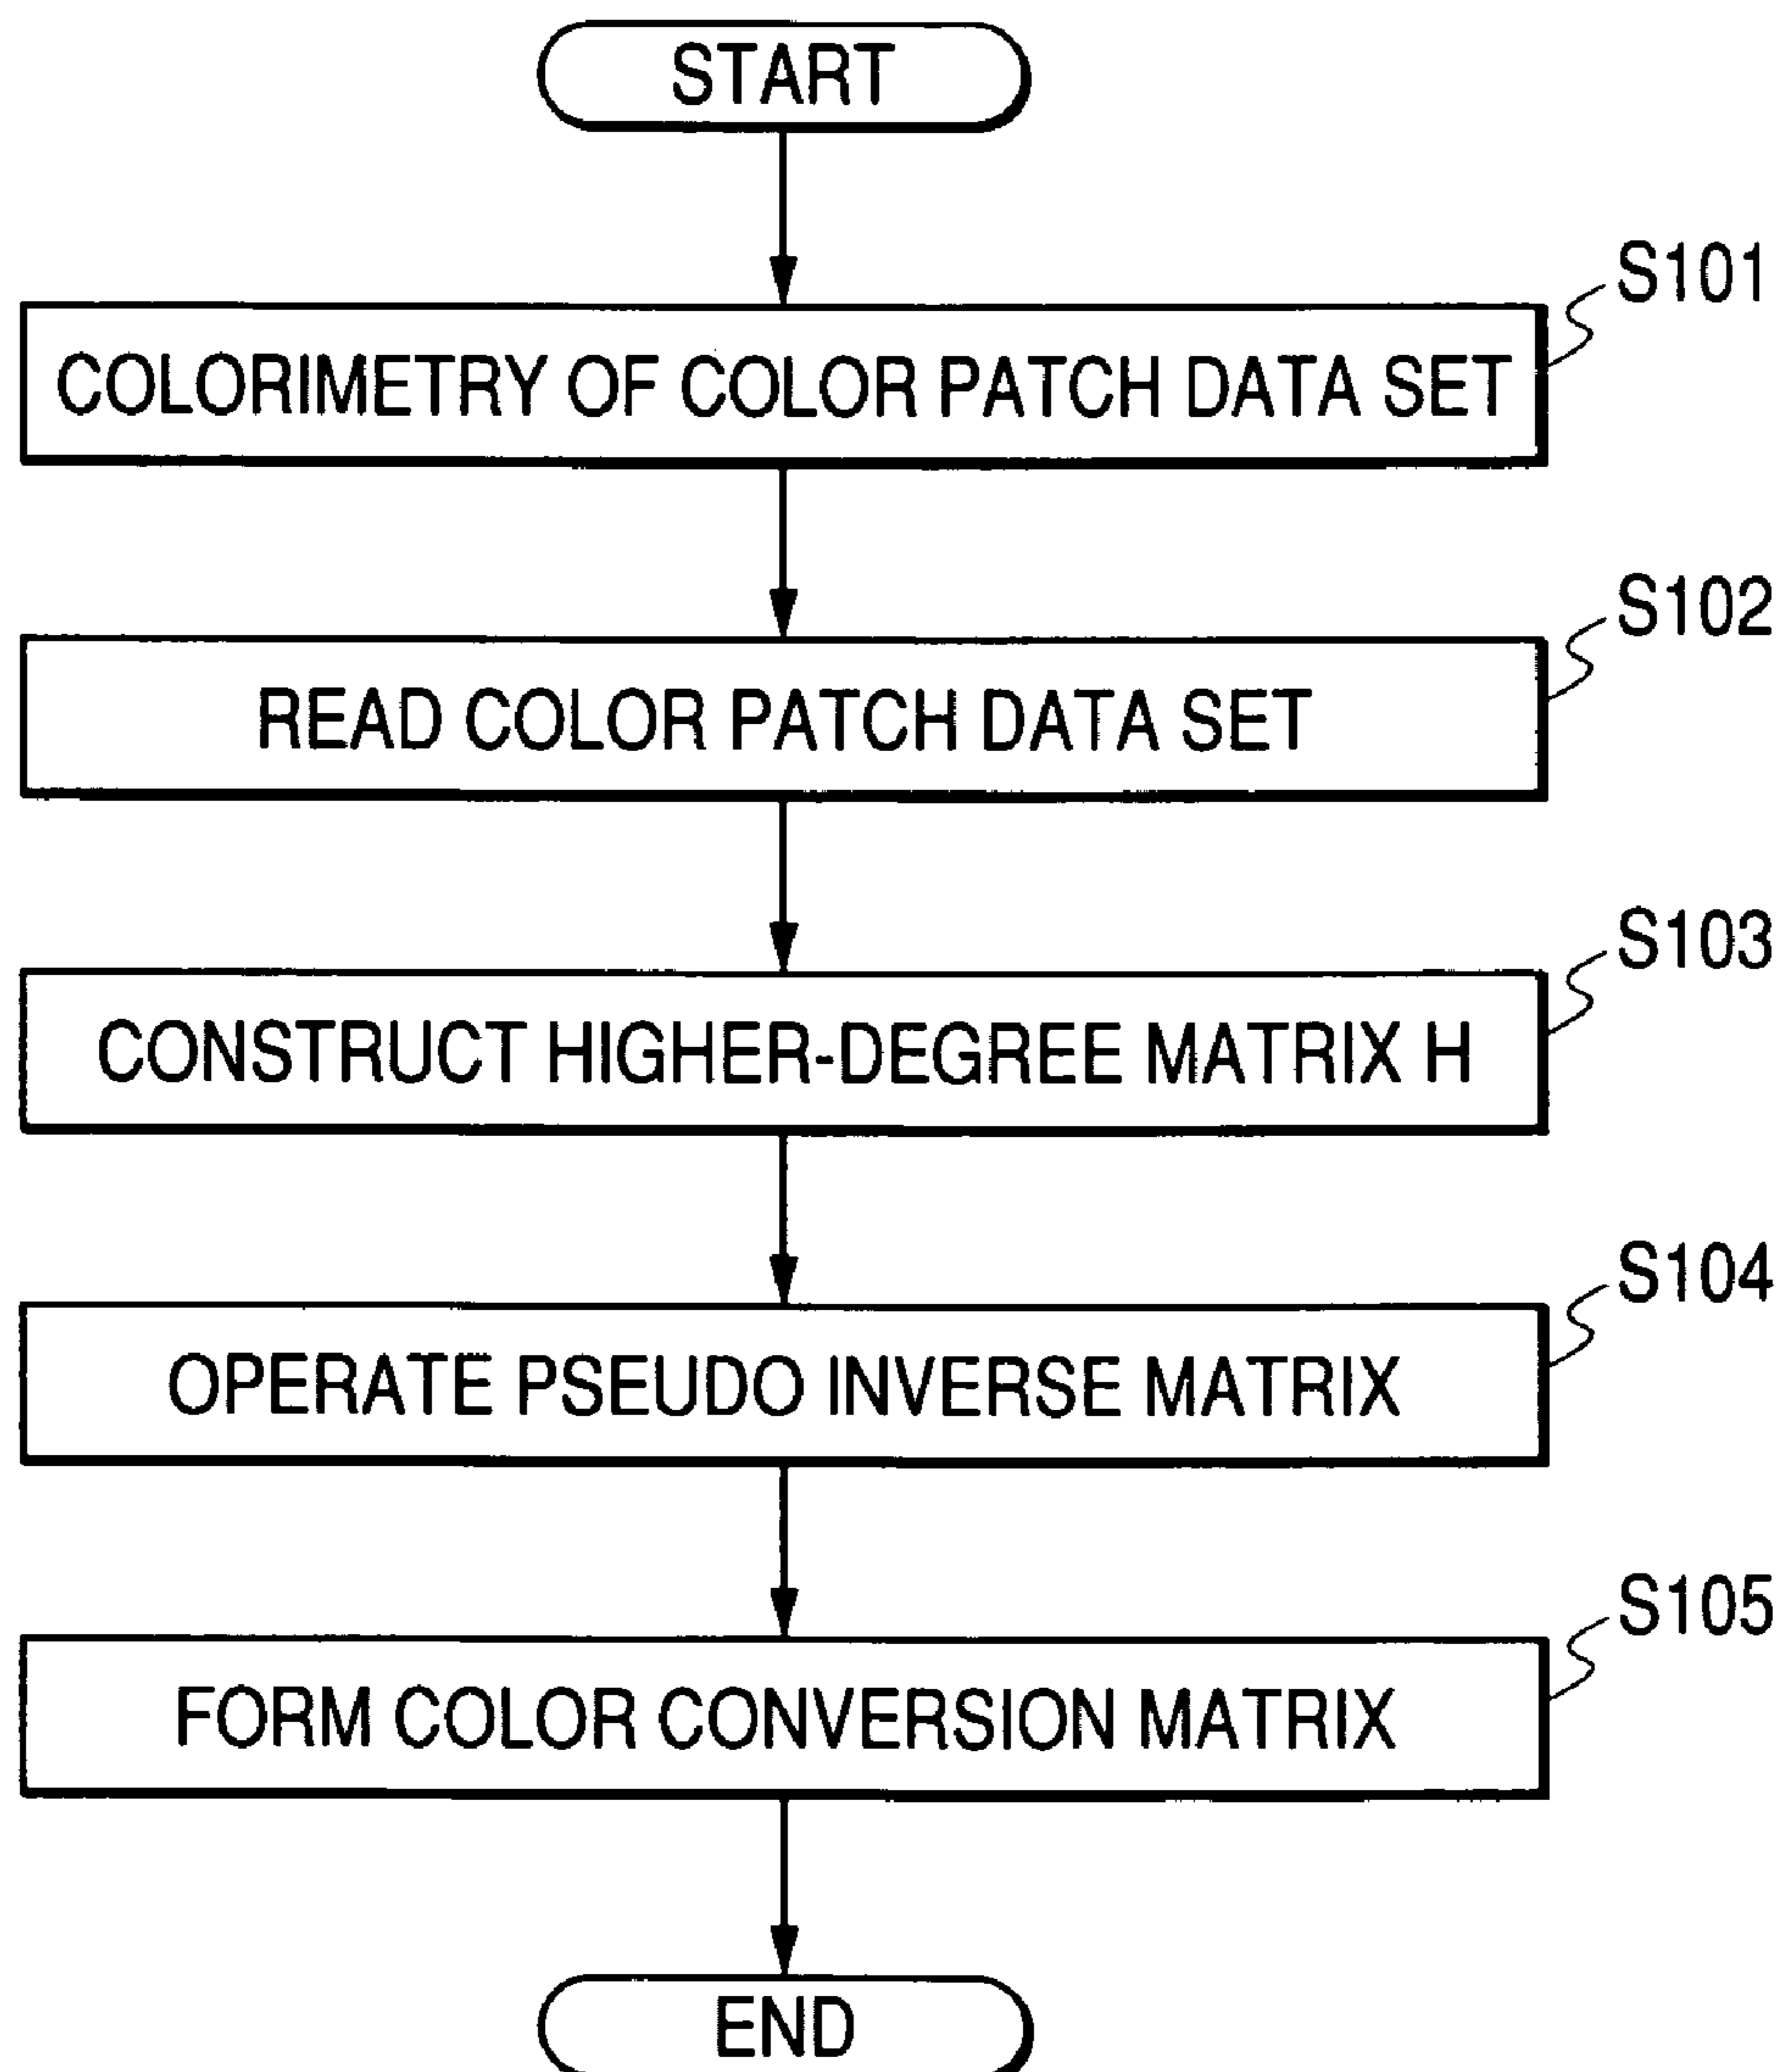 START
S101
COLORIMETRY OF COLOR PATCH DATA SET
S102
READ COLOR PATCH DATA SET
S103
CONSTRUCT HIGHER-DEGREE MATRIX H
S104
OPERATE PSEUDO INVERSE MATRIX
S105
FORM COLOR CONVERSION MATRIX
END